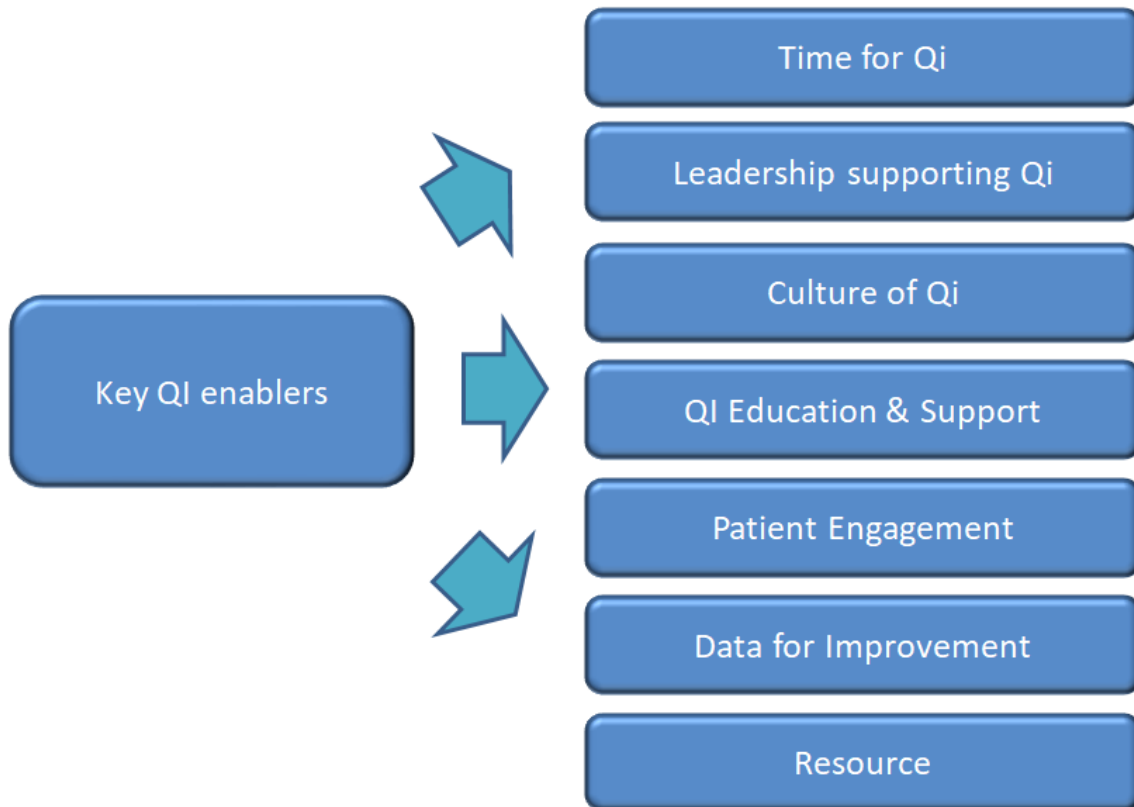 Time for Qi
Leadership supporting Qi
Culture of Qi
Key QI enablers
QI Education & Support
Patient Engagement
Data for Improvement
Resource